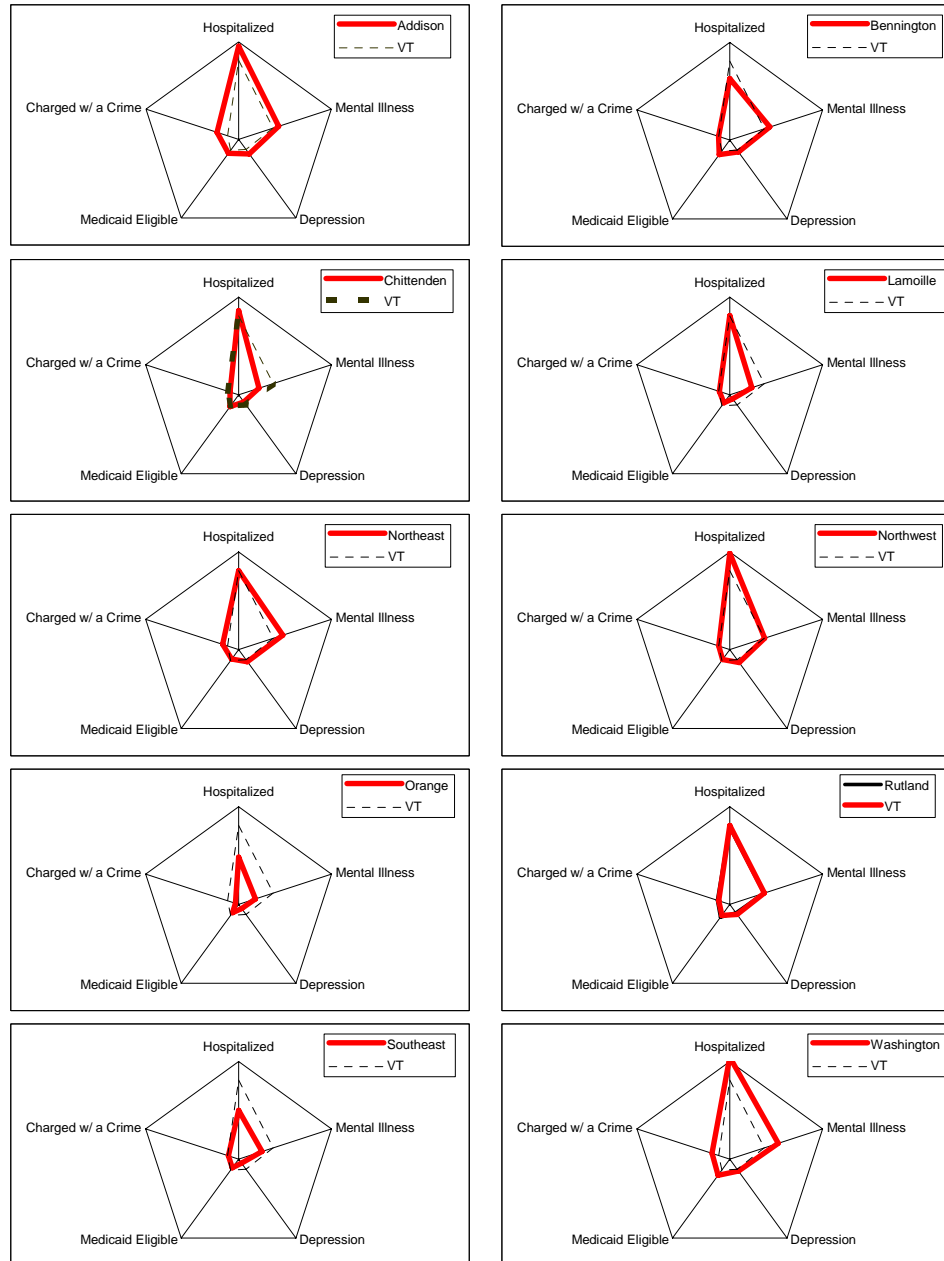 Hospitalized
Addison
VT
Charged w/ a Crime
Mental Illness
Medicaid Eligible
Depression
Hospitalized
Bennington
VT
Charged w/ a Crime
Mental Illness
Medicaid Eligible
Depression
Hospitalized
Chittenden
VT
Charged w/ a Crime
Mental Illness
Medicaid Eligible
Depression
Hospitalized
Lamoille
VT
Charged w/ a Crime
Mental Illness
Medicaid Eligible
Depression
Hospitalized
Northeast
VT
Charged w/ a Crime
Mental Illness
Medicaid Eligible
Depression
Hospitalized
Northwest
VT
Charged w/ a Crime
Mental Illness
Medicaid Eligible
Depression
Hospitalized
Orange
VT
Charged w/ a Crime
Mental Illness
Medicaid Eligible
Depression
Hospitalized
Rutland
VT
Charged w/ a Crime
Mental Illness
Medicaid Eligible
Depression
Hospitalized
Southeast
VT
Charged w/ a Crime
Mental Illness
Medicaid Eligible
Depression
Hospitalized
Washington
VT
Charged w/ a Crime
Mental Illness
Medicaid Eligible
Depression